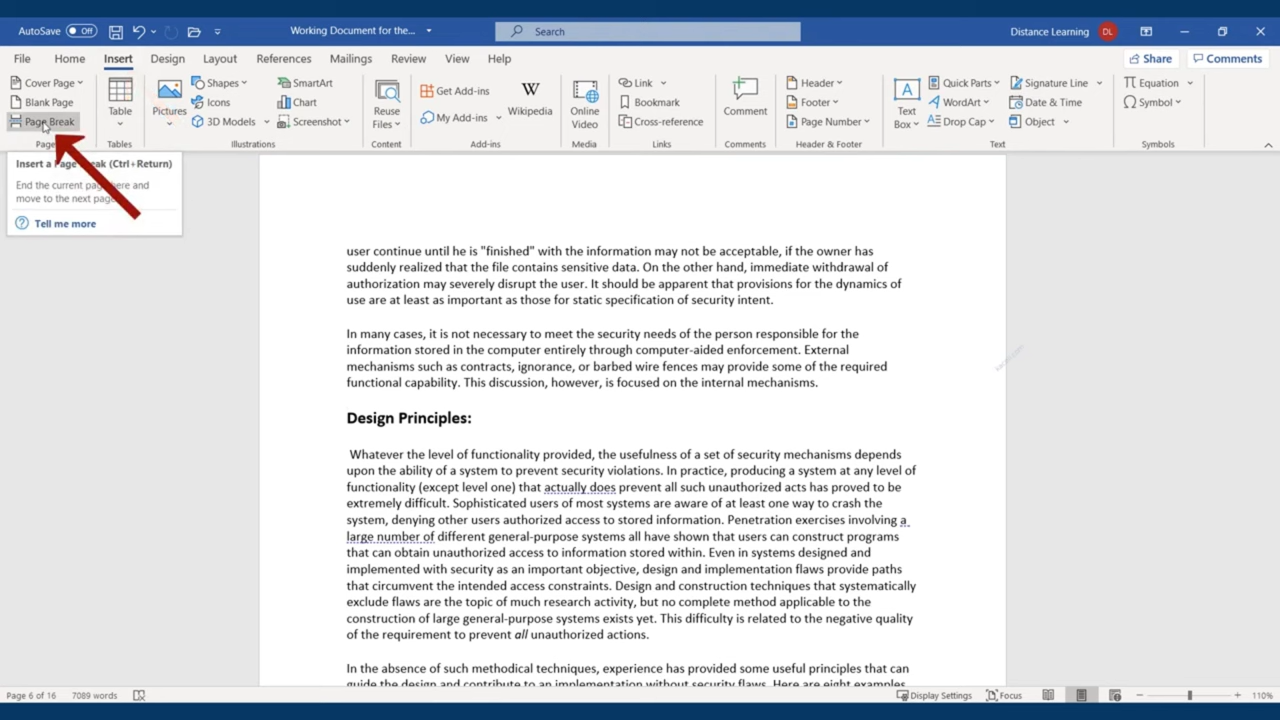 AutoSave Off Working Document for the... Search Distance Learning DL
File Home Insert Design Layout References Mailings Review View Help Share Comments
Cover Page
Blank Page
Page Break
Pag
Table
Tables
Pictures
Shapes
Icons
3D Models
SmartArt
Chart
Screenshot
Illustrations
Reuse
Files
Content
Get Add-ins
My Add-ins
W
Wikipedia
Add-ins
Online
Video
Media
Link
Bookmark
Cross-reference
Links
Comment
Comments
Header
Footer
Page Number
Header & Footer
Text
Box
Quick Parts
WordArt
Drop Cap
Signature Line
Date & Time
Object
Text
Equation
Symbol
Symbols
Insert a Page Break (Ctrl+Return)
End the current page here and
move to the next page
Tell me more
user continue until he is "finished" with the information may not be acceptable, if the owner has
suddenly realized that the file contains sensitive data. On the other hand, immediate withdrawal of
authorization may severely disrupt the user. It should be apparent that provisions for the dynamics of
use are at least as important as those for static specification of security intent.
In many cases, it is not necessary to meet the security needs of the person responsible for the
information stored in the computer entirely through computer-aided enforcement. External
mechanisms such as contracts, ignorance, or barbed wire fences may provide some of the required
functional capability. This discussion, however, is focused on the internal mechanisms.
Design Principles:
Whatever the level of functionality provided, the usefulness of a set of security mechanisms depends
upon the ability of a system to prevent security violations. In practice, producing a system at any level of
functionality (except level one) that actually does prevent all such unauthorized acts has proved to be
extremely difficult. Sophisticated users of most systems are aware of at least one way to crash the
system, denying other users authorized access to stored information. Penetration exercises involving a
large number of different general-purpose systems all have shown that users can construct programs
that can obtain unauthorized access to information stored within. Even in systems designed and
implemented with security as an important objective, design and implementation flaws provide paths
that circumvent the intended access constraints. Design and construction techniques that systematically
exclude flaws are the topic of much research activity, but no complete method applicable to the
construction of large general-purpose systems exists yet. This difficulty is related to the negative quality
of the requirement to prevent all unauthorized actions.
In the absence of such methodical techniques, experience has provided some useful principles that can
guide the design and contribute to an implementation without security flaws. Here are eight examples
Page 6 of 16 7089 words Display Settings Focus 110%